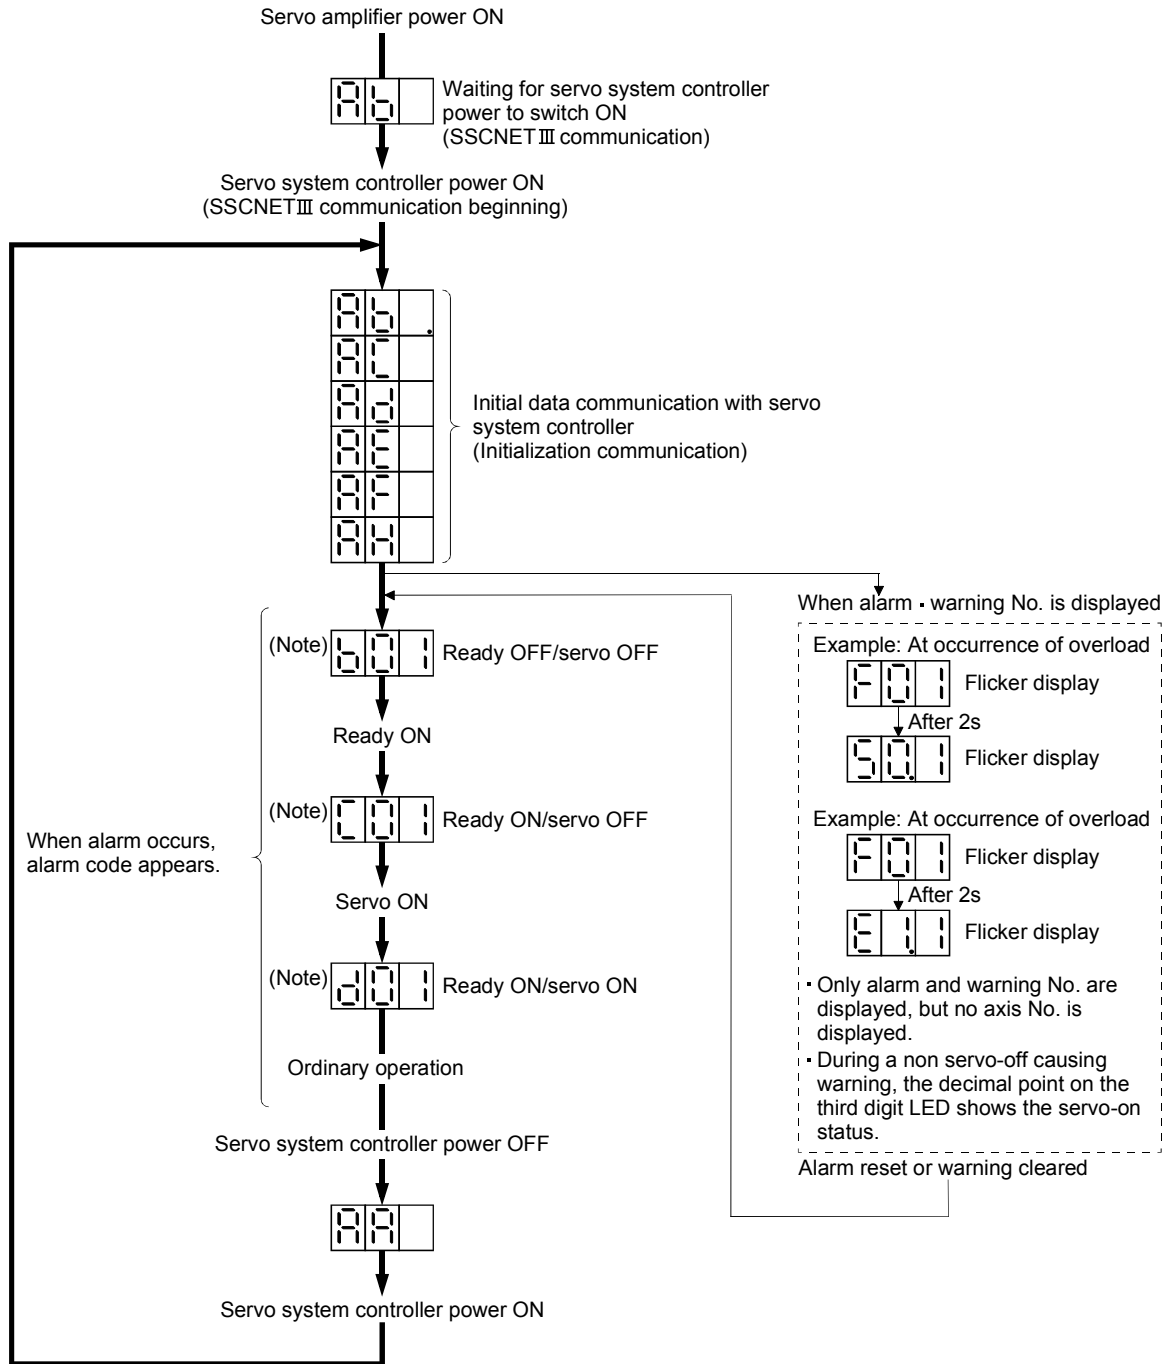 Servo amplifier power ON
Ab
Waiting for servo system controller
power to switch ON
(SSCNETⅢ communication)
Servo system controller power ON
(SSCNETⅢ communication beginning)
Ab .
AC
Ad
AE
AF
AH
Initial data communication with servo
system controller
(Initialization communication)
When alarm occurs,
alarm code appears.
(Note) b01 Ready OFF/servo OFF
Ready ON
(Note) C01 Ready ON/servo OFF
Servo ON
(Note) d01 Ready ON/servo ON
Ordinary operation
Servo system controller power OFF
AA
Servo system controller power ON
When alarm · warning No. is displayed
Example: At occurrence of overload
F01 Flicker display
After 2s
50.1 Flicker display
Example: At occurrence of overload
F01 Flicker display
After 2s
E1.1 Flicker display
· Only alarm and warning No. are
displayed, but no axis No. is
displayed.
· During a non servo-off causing
warning, the decimal point on the
third digit LED shows the servo-on
status.
Alarm reset or warning cleared